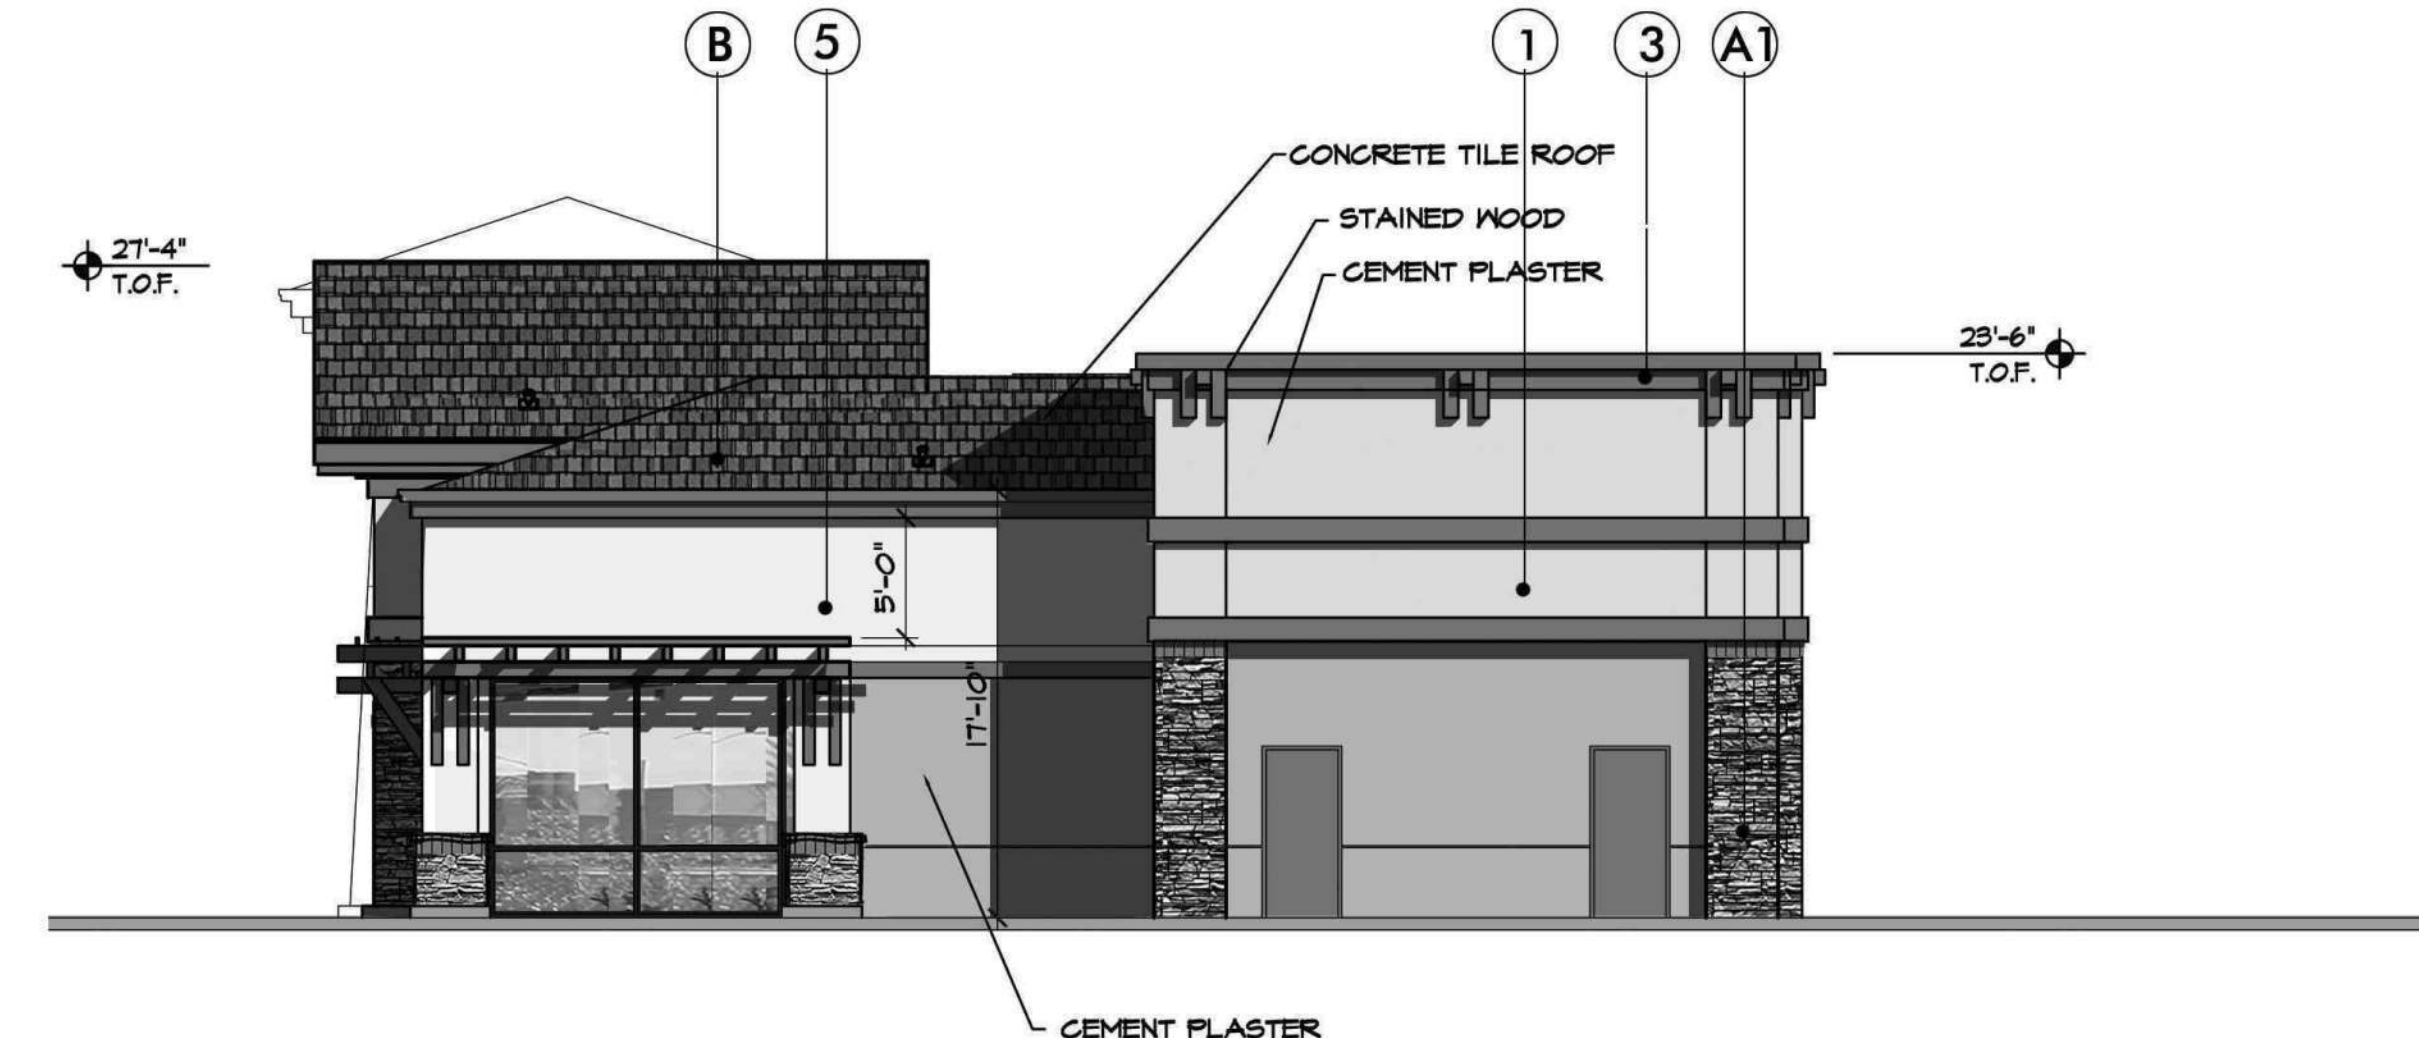 B
5
1
3
A1
CONCRETE TILE ROOF
STAINED WOOD
CEMENT PLASTER
27'-4"
T.O.F.
23'-6"
T.O.F.
5'-0"
17'-10"
CEMENT PLASTER